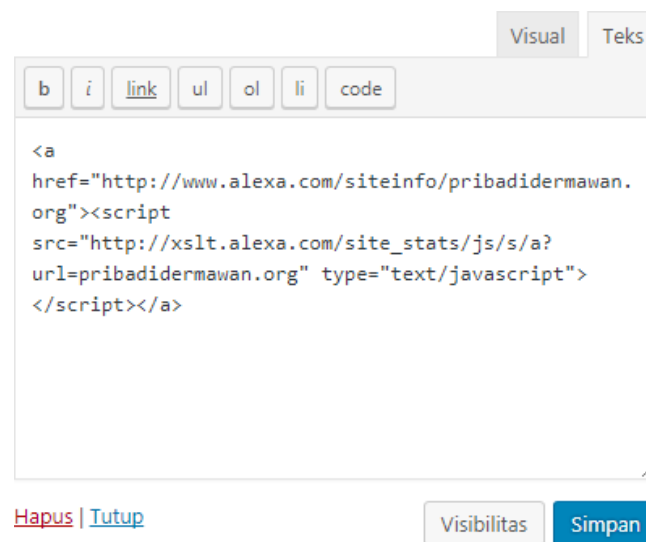 Visual Teks
b i link ul ol li code
<a
href="http://www.alexa.com/siteinfo/pribadidermawan.
org"><script
src="http://xslt.alexa.com/site_stats/js/s/a?
url=pribadidermawan.org" type="text/javascript">
</script></a>
Hapus | Tutup Visibilitas Simpan